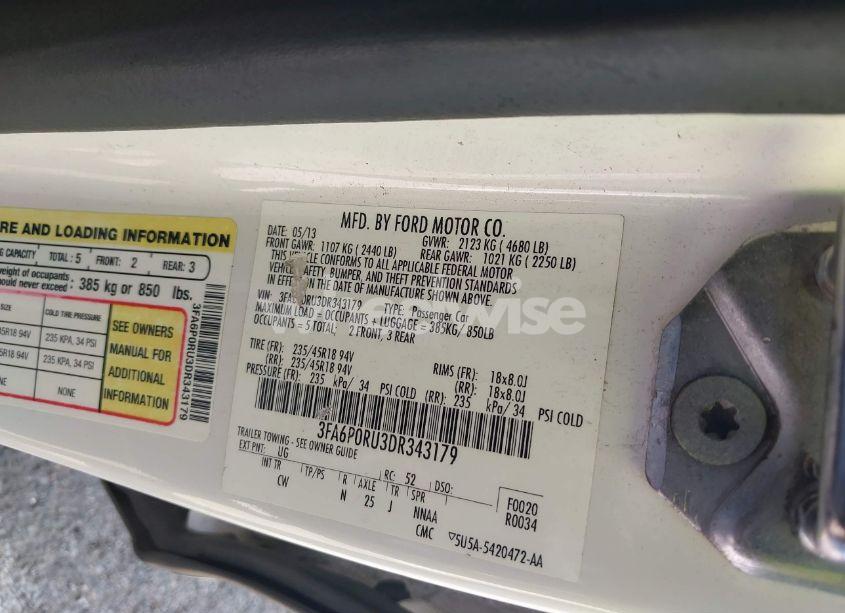 RE AND LOADING INFORMATION
G CAPACITY TOTAL: 5 FRONT: 2 REAR: 3
weight of occupants
ould never exceed: 385 kg or 850 lbs.
SIZE COLD TIRE PRESSURE
5R18 94V 235 KPA, 34 PSI
45R18 94V 235 KPA, 34 PSI
NONE
SEE OWNERS
MANUAL FOR
ADDITIONAL
INFORMATION
3FA6P0RU3DR343179
MFD. BY FORD MOTOR CO.
DATE: 05/13 GVWR: 2123 KG ( 4680 LB)
FRONT GAWR: 1107 KG ( 2440 LB) REAR GAWR: 1021 KG ( 2250 LB)
THIS VEHICLE CONFORMS TO ALL APPLICABLE FEDERAL MOTOR
VEHICLE SAFETY, BUMPER, AND THEFT PREVENTION STANDARDS
IN EFFECT ON THE DATE OF MANUFACTURE SHOWN ABOVE.
VIN: 3FA6P0RU3DR343179 TYPE: Passenger Car
MAXIMUM LOAD = OCCUPANTS + LUGGAGE = 385KG/ 850LB
OCCUPANTS = 5 TOTAL: 2 FRONT, 3 REAR
TIRE (FR): 235/45R18 94V RIMS (FR): 18x8.0J
(RR): 235/45R18 94V (RR): 18x8.0J
PRESSURE (FR): 235 kPa/ 34 PSI COLD (RR): 235 kPa/ 34 PSI COLD
3FA6P0RU3DR343179
TRAILER TOWING - SEE OWNER GUIDE
EXT PNT: UG RC: 52 DSO:
INT TR TP/PS R AXLE TR SPR F0020
CW N 25 J NNAA R0034
CMC 5U5A-5420472-AA